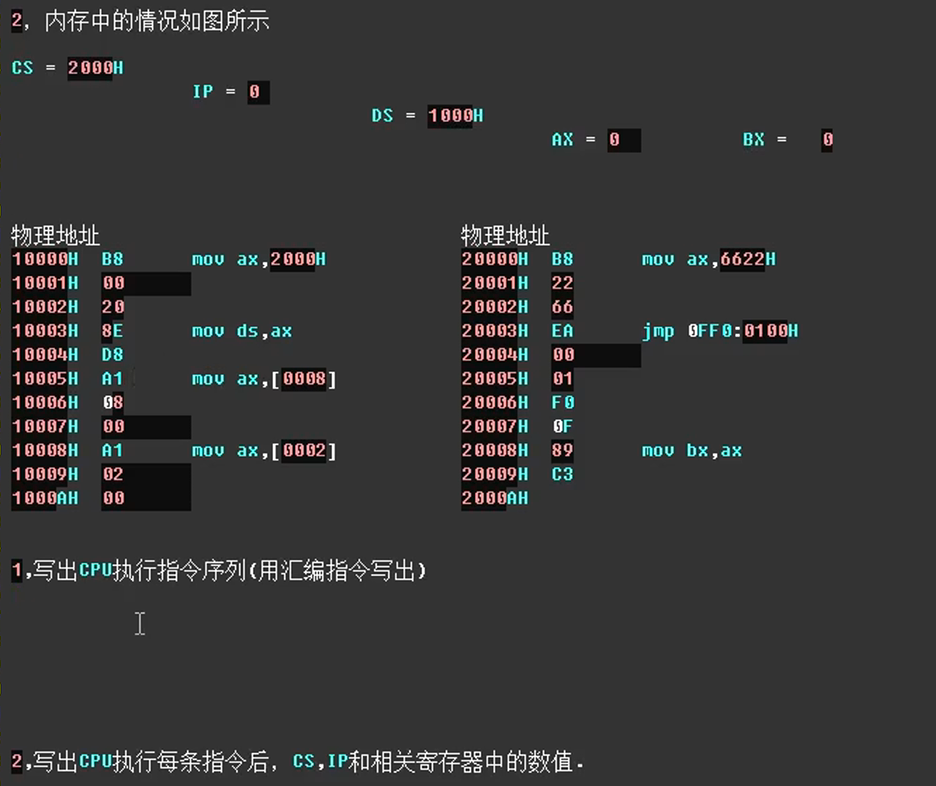 2, 内存中的情况如图所示
CS = 2000H
IP = 0
DS = 1000H
AX = 0 BX = 0
物理地址 物理地址
10000H B8 mov ax,2000H 20000H B8 mov ax,6622H
10001H 00 20001H 22
10002H 20 20002H 66
10003H 8E mov ds,ax 20003H EA jmp 0FF0:0100H
10004H D8 20004H 00
10005H A1 mov ax,[0008] 20005H 01
10006H 08 20006H F0
10007H 00 20007H 0F
10008H A1 mov ax,[0002] 20008H 89 mov bx,ax
10009H 02 20009H C3
1000AH 00 2000AH
1,写出CPU执行指令序列(用汇编指令写出)
2,写出CPU执行每条指令后, CS,IP和相关寄存器中的数值.